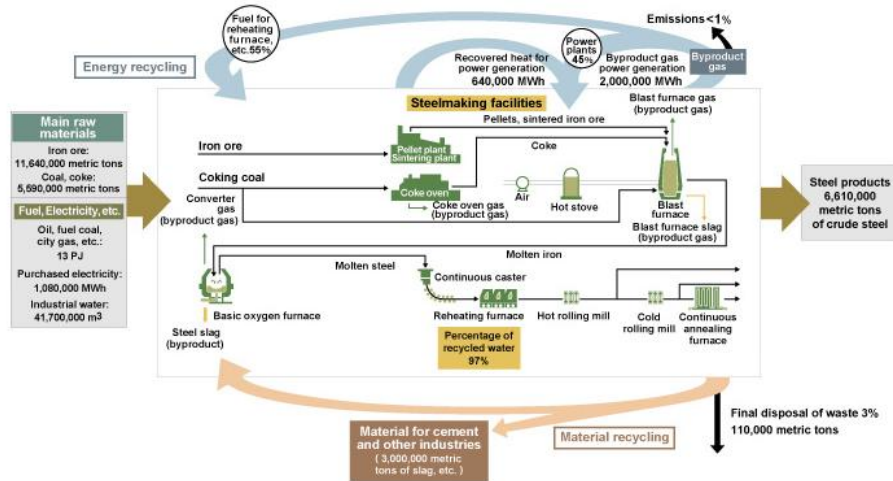 Fuel for
reheating
furnace,
etc. 55%
Emissions<1%
Power
plants
45%
Byproduct
gas
Energy recycling
Recovered heat for
power generation
640,000 MWh
Byproduct gas
power generation
2,000,000 MWh
Steelmaking facilities
Blast furnace gas
(byproduct gas)
Main raw
materials
Iron ore:
11,640,000 metric tons
Coal, coke:
5,590,000 metric tons
Fuel, Electricity, etc.
Oil, fuel coal,
city gas, etc.:
13 PJ
Purchased electricity:
1,080,000 MWh
Industrial water:
41,700,000 m3
Pellets, sintered iron ore
Iron ore
Pellet plant
Sintering plant
Coke
Coking coal
Coke oven
Converter
gas
(byproduct gas)
Coke oven gas
(byproduct gas)
Air
Hot stove
Blast
furnace
Blast furnace slag
(byproduct gas)
Steel products
6,610,000
metric tons
of crude steel
Molten iron
Molten steel
Continuous caster
Basic oxygen furnace
Steel slag
(byproduct)
Reheating furnace
Hot rolling mill
Cold
rolling mill
Continuous
annealing
furnace
Percentage of
recycled water
97%
Material for cement
and other industries
( 3,000,000 metric
tons of slag, etc. )
Material recycling
Final disposal of waste 3%
110,000 metric tons